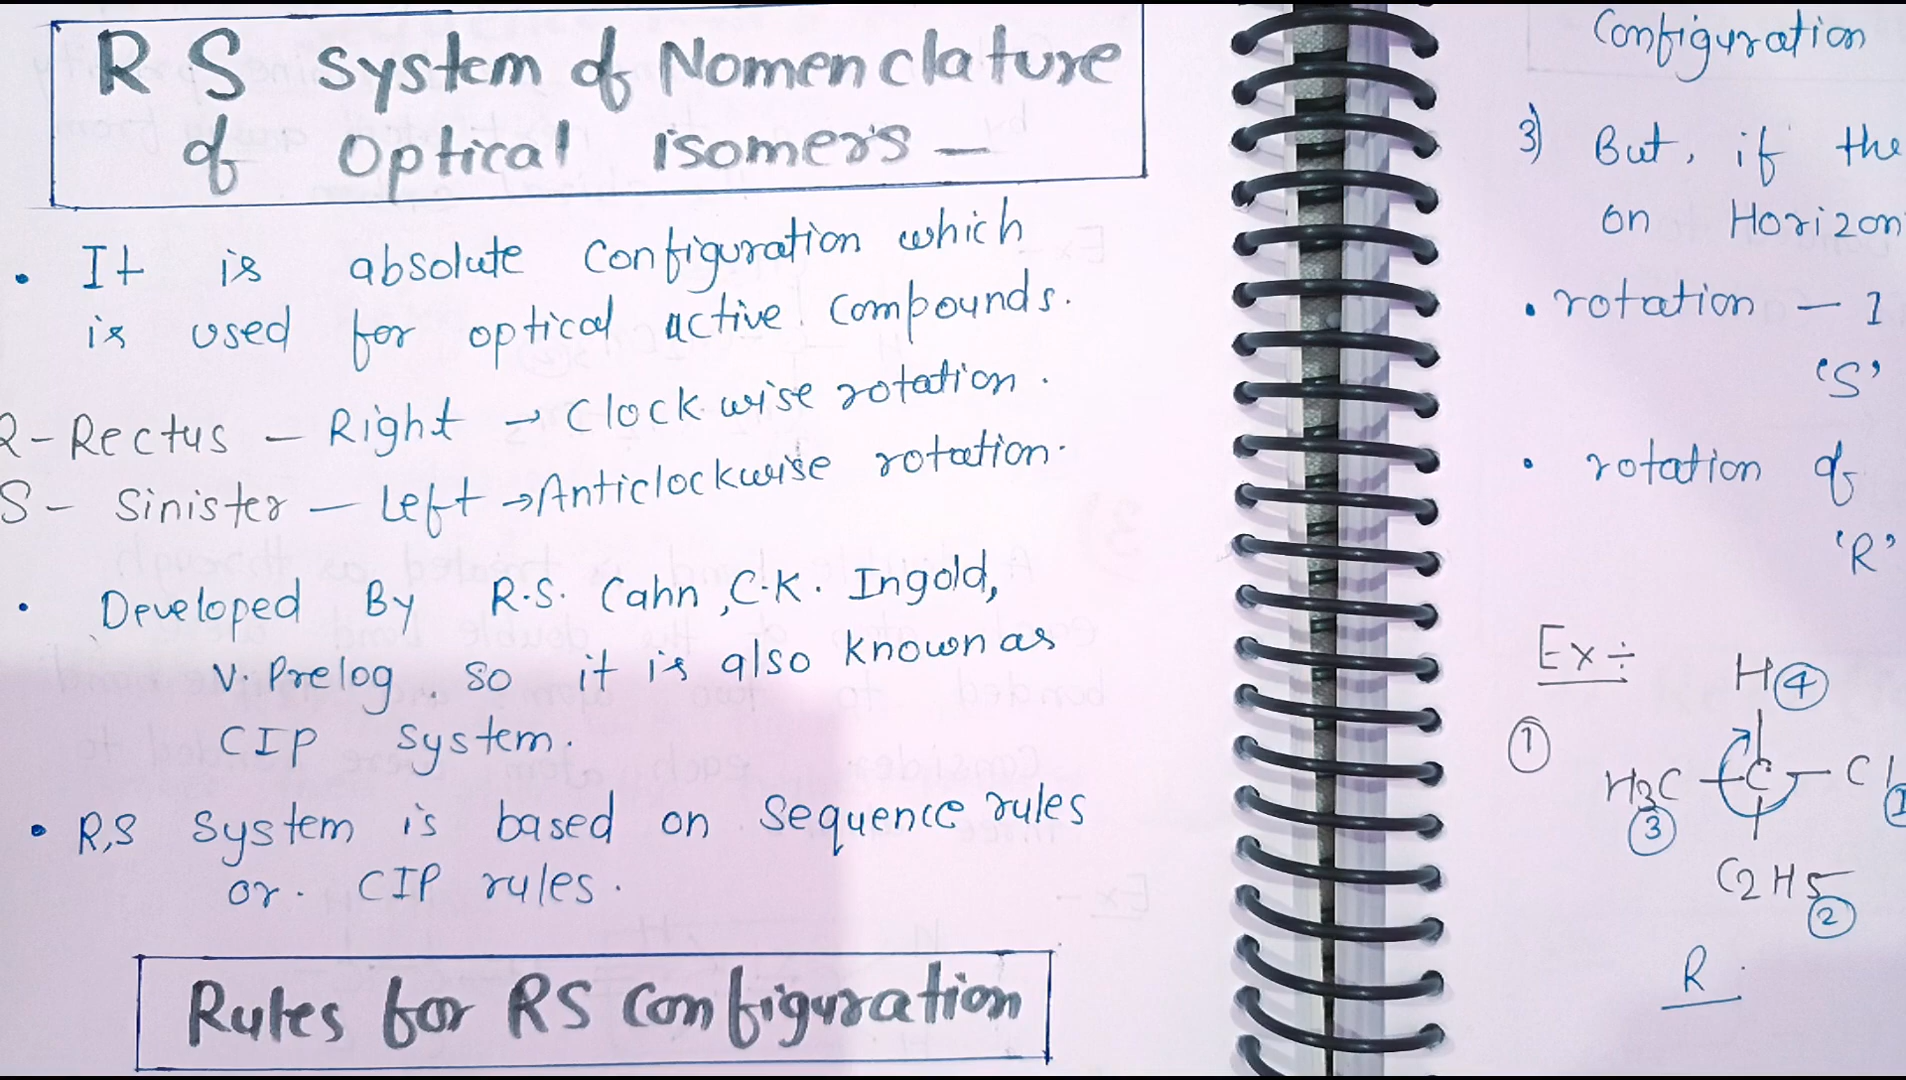 R S System of Nomenclature
of Optical isomers –
• It is absolute Configuration which
is used for optical active Compounds.
R - Rectus – Right → Clockwise rotation.
S - Sinister – Left → Anticlockwise rotation.
• Developed By R.S. Cahn, C.K. Ingold,
V. Prelog. so it is also known as
CIP System.
• R,S System is based on Sequence rules
or. CIP rules.
Rules for RS Configuration
Configuration
3) But, if the
on Horizon
• rotation –
'S'
• rotation of
'R'
Ex ÷
① H ④
H3C C Cl
③ ①
C2H5
②
R